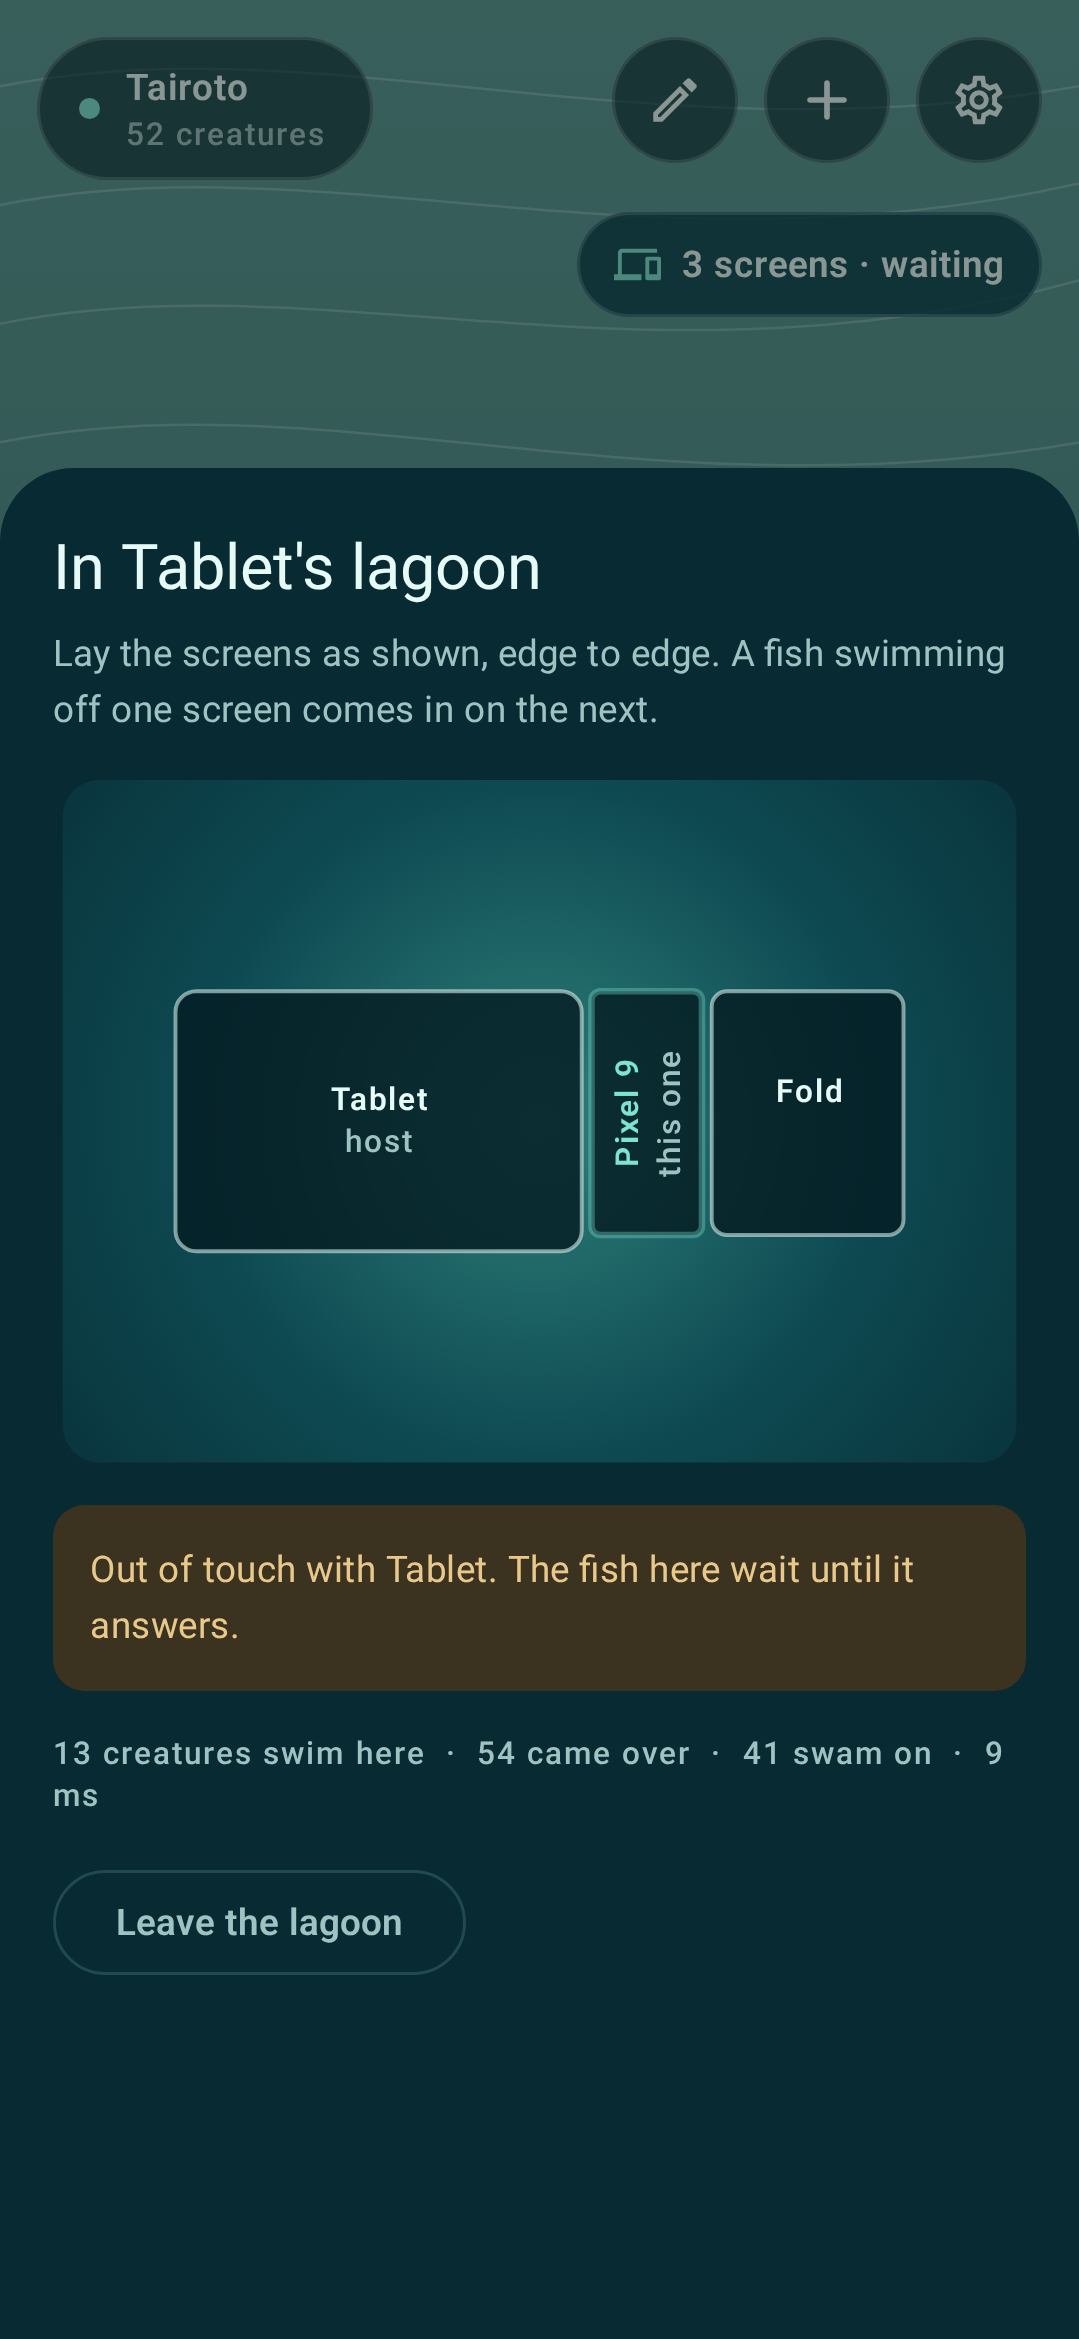 Tairoto
52 creatures
3 screens · waiting
In Tablet's lagoon
Lay the screens as shown, edge to edge. A fish swimming
off one screen comes in on the next.
Tablet
host
Pixel 9
this one
Fold
Out of touch with Tablet. The fish here wait until it
answers.
13 creatures swim here · 54 came over · 41 swam on · 9
ms
Leave the lagoon